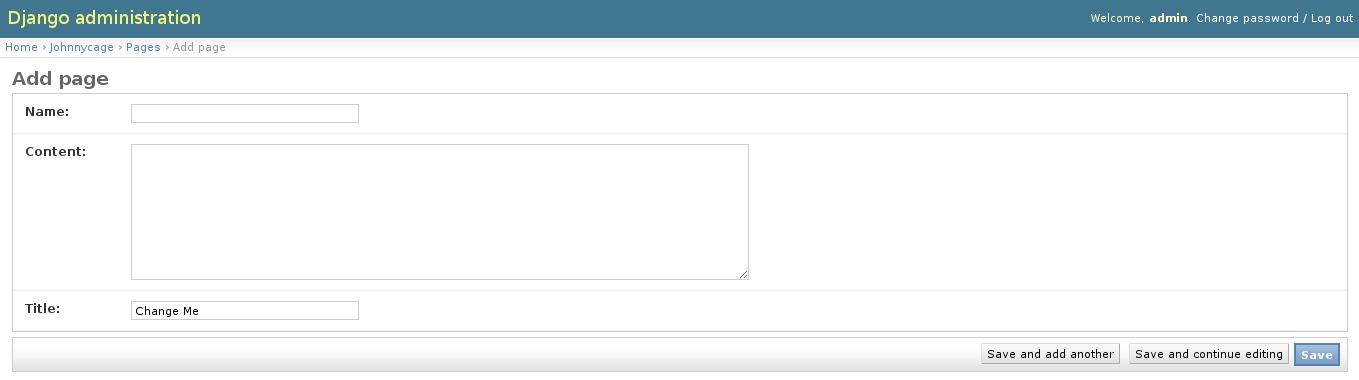 Django administration
Welcome, admin. Change password / Log out
Home › Johnnycage › Pages › Add page
Add page
Name:
Content:
Title: Change Me
Save and add another Save and continue editing Save